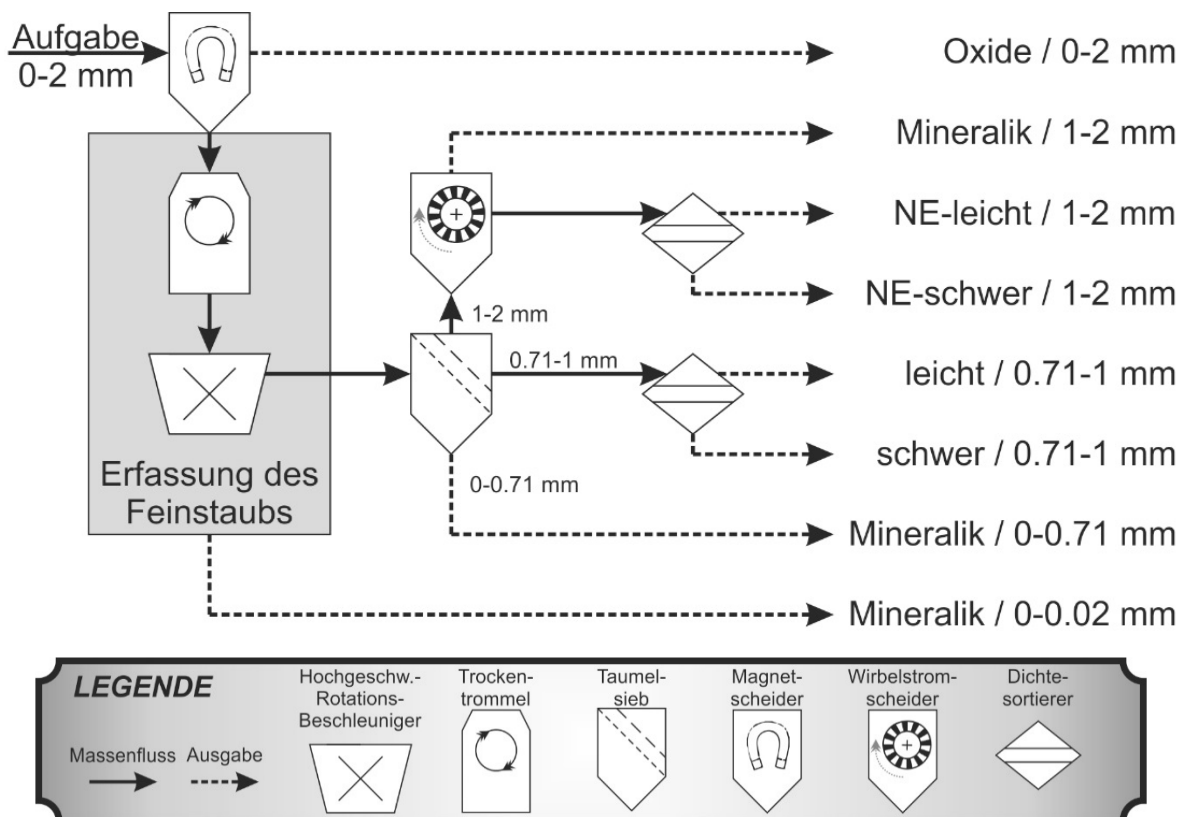 Aufgabe
0-2 mm
Oxide / 0-2 mm
Mineralik / 1-2 mm
NE-leicht / 1-2 mm
NE-schwer / 1-2 mm
1-2 mm
0.71-1 mm
leicht / 0.71-1 mm
schwer / 0.71-1 mm
Erfassung des
Feinstaubs
0-0.71 mm
Mineralik / 0-0.71 mm
Mineralik / 0-0.02 mm
LEGENDE
Massenfluss
Ausgabe
Hochgeschw.-
Rotations-
Beschleuniger
Trocken-
trommel
Taumel-
sieb
Magnet-
scheider
Wirbelstrom-
scheider
Dichte-
sortierer